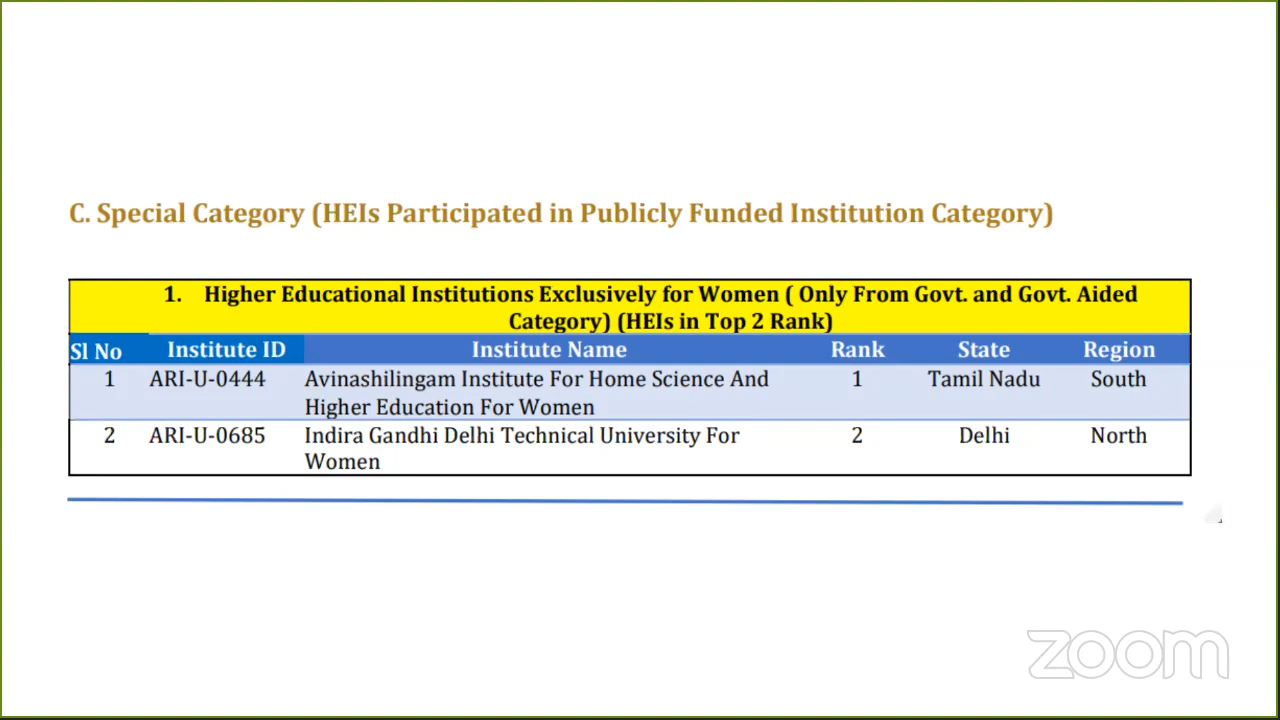 C. Special Category (HEIs Participated in Publicly Funded Institution Category)
1. Higher Educational Institutions Exclusively for Women ( Only From Govt. and Govt. Aided
Category) (HEIs in Top 2 Rank)
Sl No Institute ID Institute Name Rank State Region
1 ARI-U-0444 Avinashilingam Institute For Home Science And 1 Tamil Nadu South
Higher Education For Women
2 ARI-U-0685 Indira Gandhi Delhi Technical University For 2 Delhi North
Women
zoom